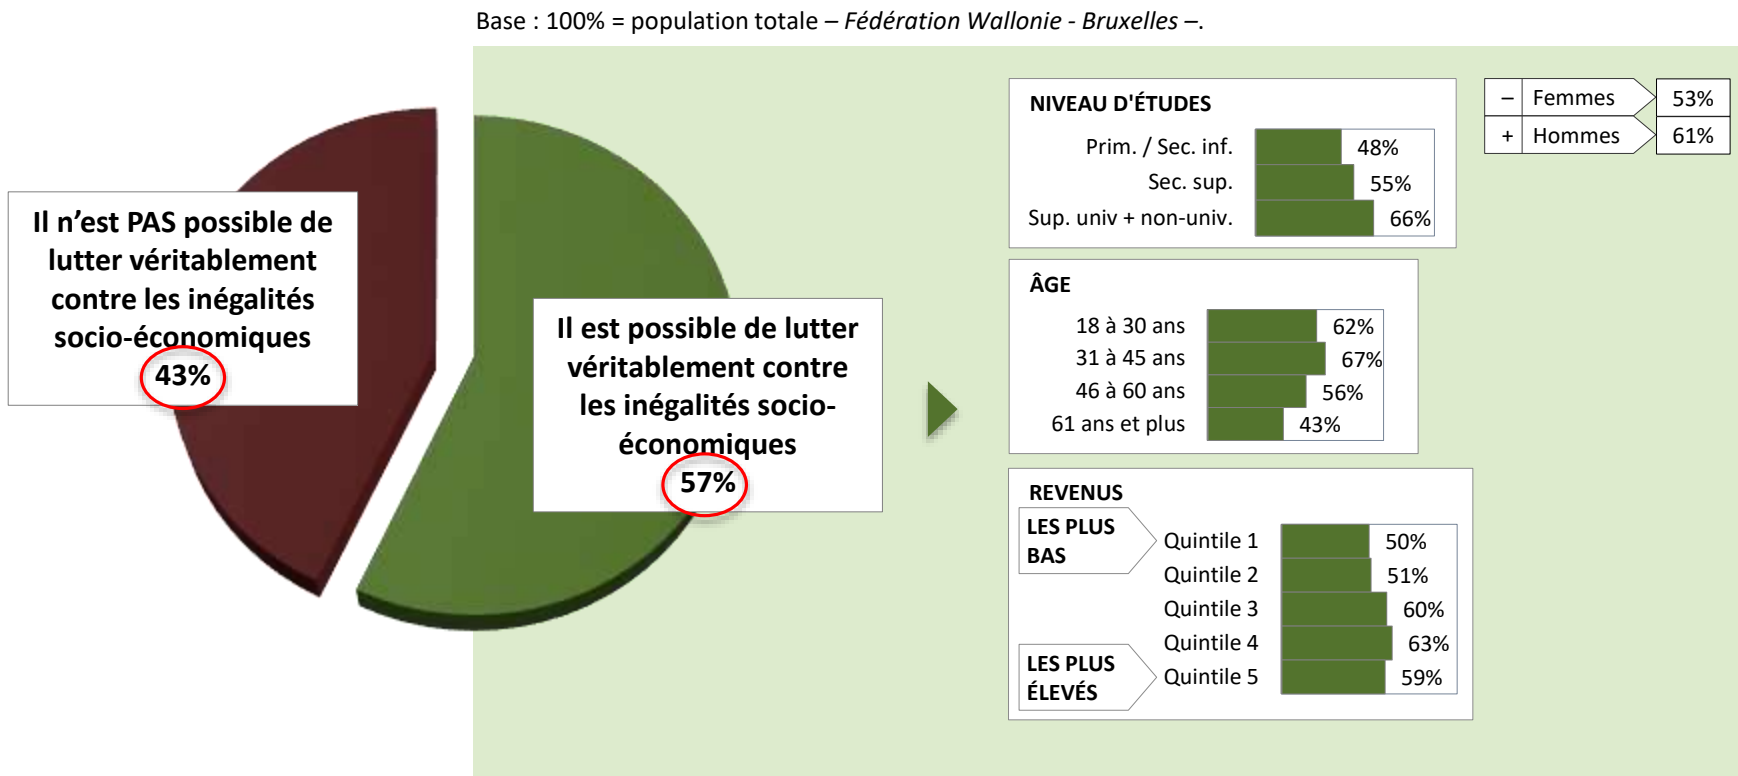 Base : 100% = population totale – Fédération Wallonie - Bruxelles –.
Il n’est PAS possible de
lutter véritablement
contre les inégalités
socio-économiques
43%
Il est possible de lutter
véritablement contre
les inégalités socio-
économiques
57%
NIVEAU D'ÉTUDES
Prim. / Sec. inf. 48%
Sec. sup. 55%
Sup. univ + non-univ. 66%
– Femmes 53%
+ Hommes 61%
ÂGE
18 à 30 ans 62%
31 à 45 ans 67%
46 à 60 ans 56%
61 ans et plus 43%
REVENUS
LES PLUS
BAS
Quintile 1 50%
Quintile 2 51%
Quintile 3 60%
Quintile 4 63%
LES PLUS
ÉLEVÉS
Quintile 5 59%